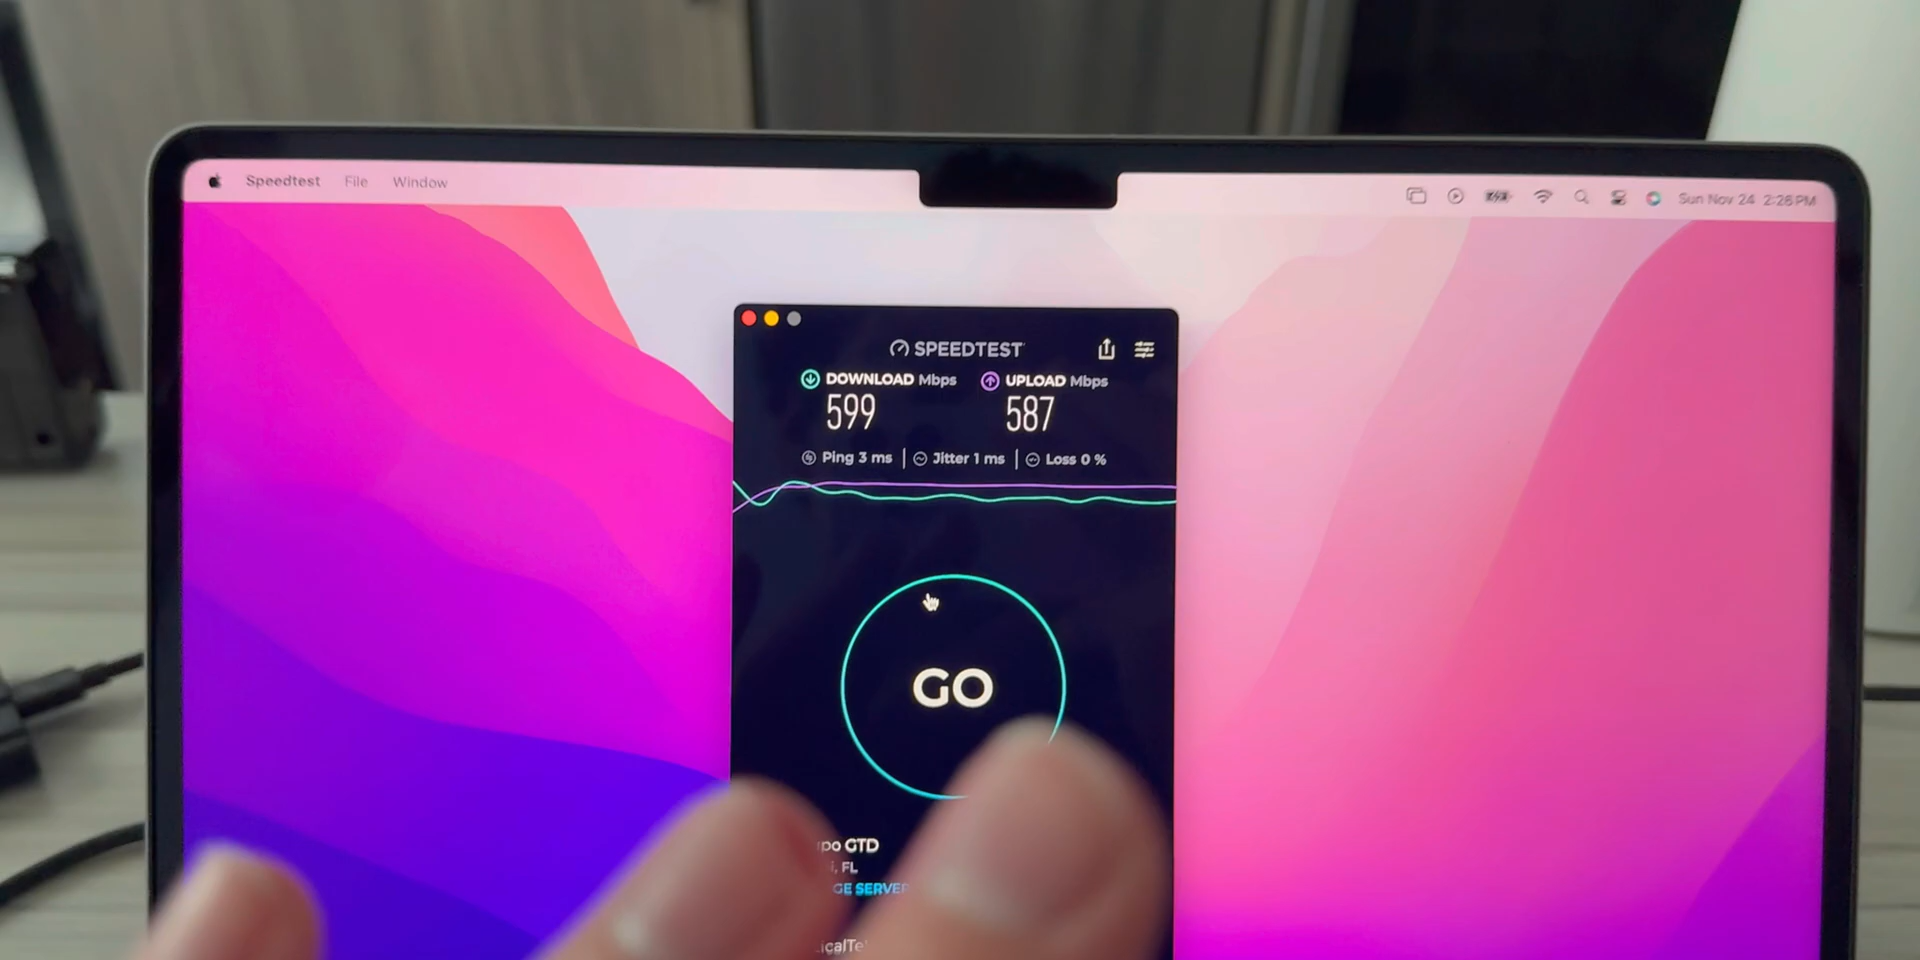 Speedtest File Window
Sun Nov 24 2:26 PM
SPEEDTEST
DOWNLOAD Mbps UPLOAD Mbps
599 587
Ping 3 ms Jitter 1 ms Loss 0 %
GO
GTD
FL